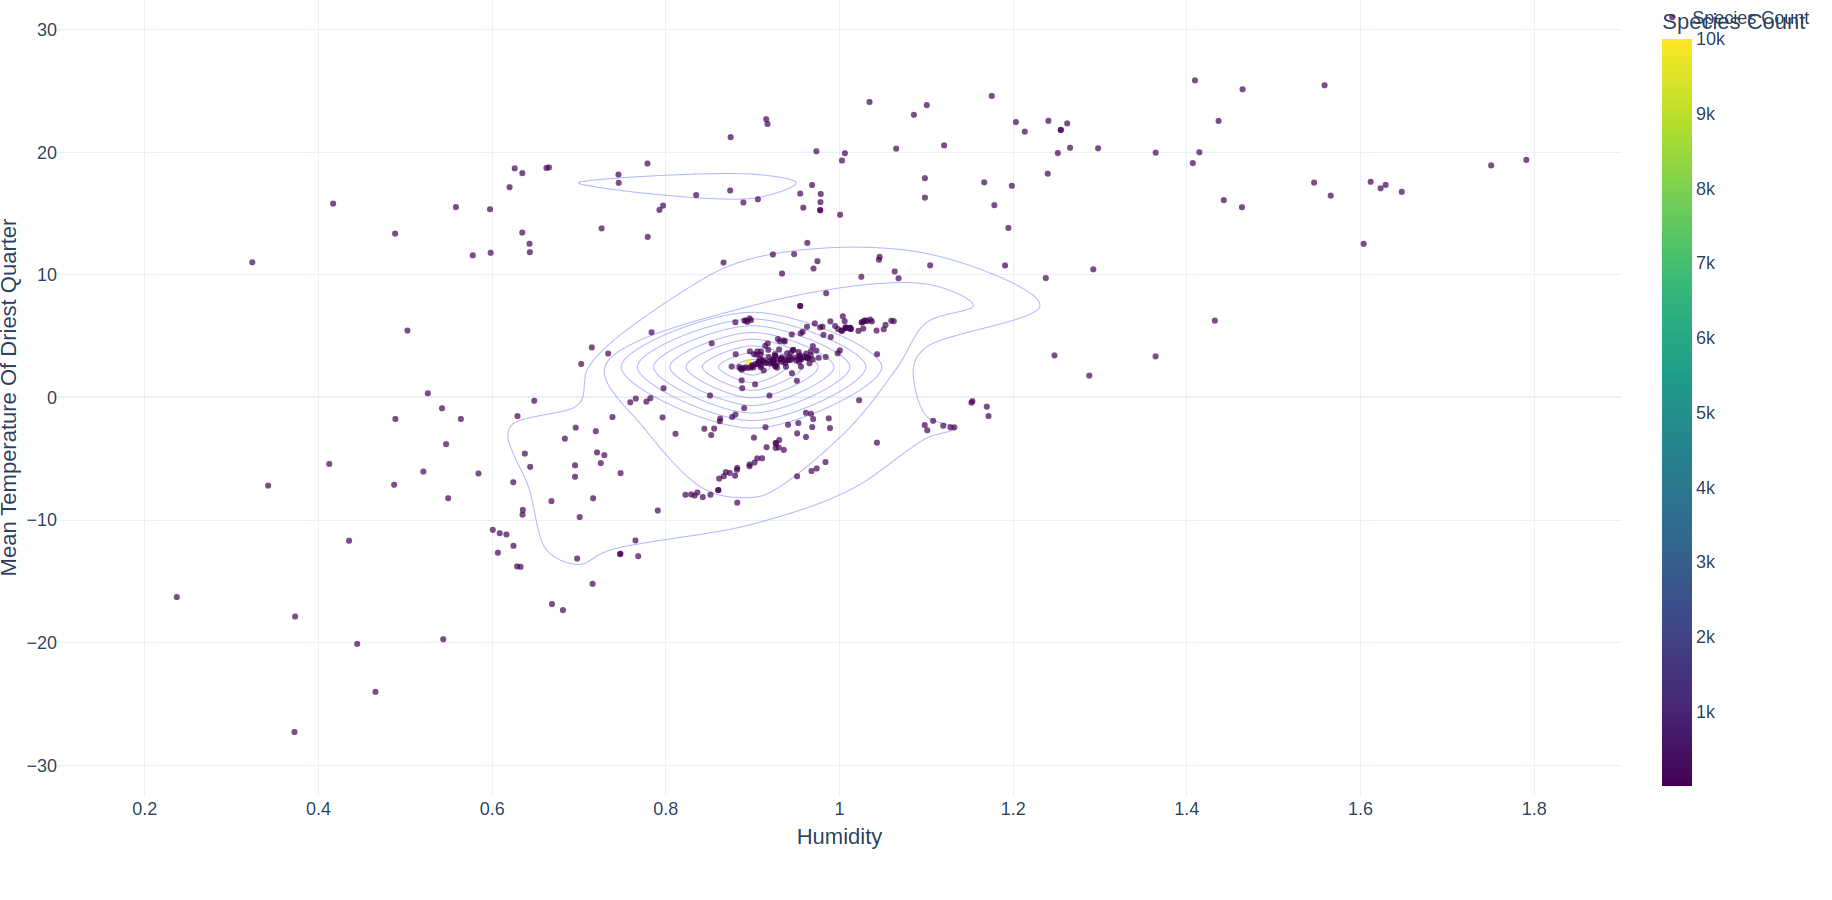 Species Count
Species Count
10k
9k
8k
7k
6k
5k
4k
3k
2k
1k
30
20
10
0
−10
−20
−30
Mean Temperature Of Driest Quarter
0.2 0.4 0.6 0.8 1 1.2 1.4 1.6 1.8
Humidity